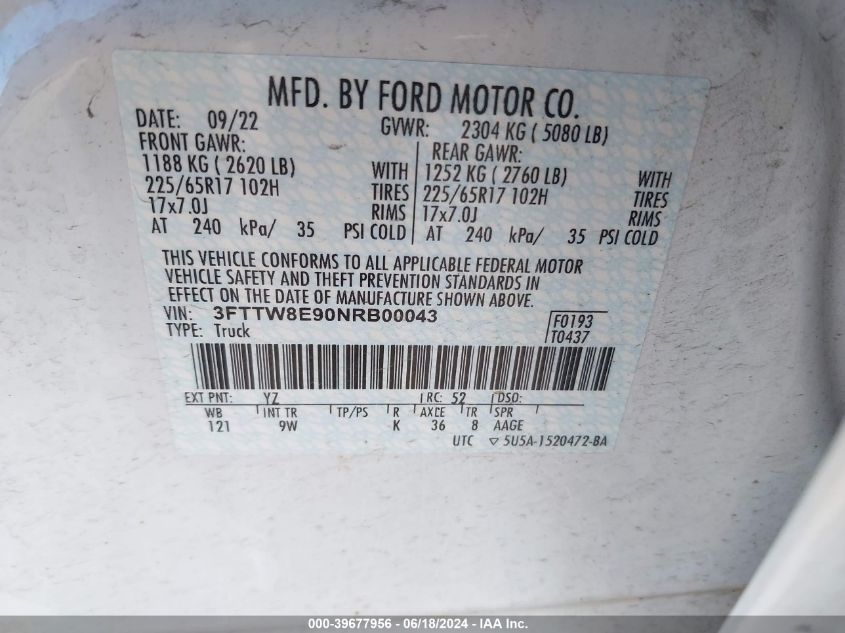 MFD. BY FORD MOTOR CO.
DATE: 09/22 GVWR: 2304 KG ( 5080 LB)
FRONT GAWR: REAR GAWR:
1188 KG ( 2620 LB) WITH 1252 KG ( 2760 LB) WITH
225/65R17 102H TIRES 225/65R17 102H TIRES
17x7.0J RIMS 17x7.0J RIMS
AT 240 kPa/ 35 PSI COLD AT 240 kPa/ 35 PSI COLD
THIS VEHICLE CONFORMS TO ALL APPLICABLE FEDERAL MOTOR
VEHICLE SAFETY AND THEFT PREVENTION STANDARDS IN
EFFECT ON THE DATE OF MANUFACTURE SHOWN ABOVE.
VIN: 3FTTW8E90NRB00043 F0193
TYPE: Truck T0437
EXT PNT: YZ RC: 52 DSO:
WB INT TR TP/PS R AXLE TR SPR
121 9W K 36 8 AAGE
UTC ▽ 5U5A-1520472-BA
000-39677956 - 06/18/2024 - IAA Inc.